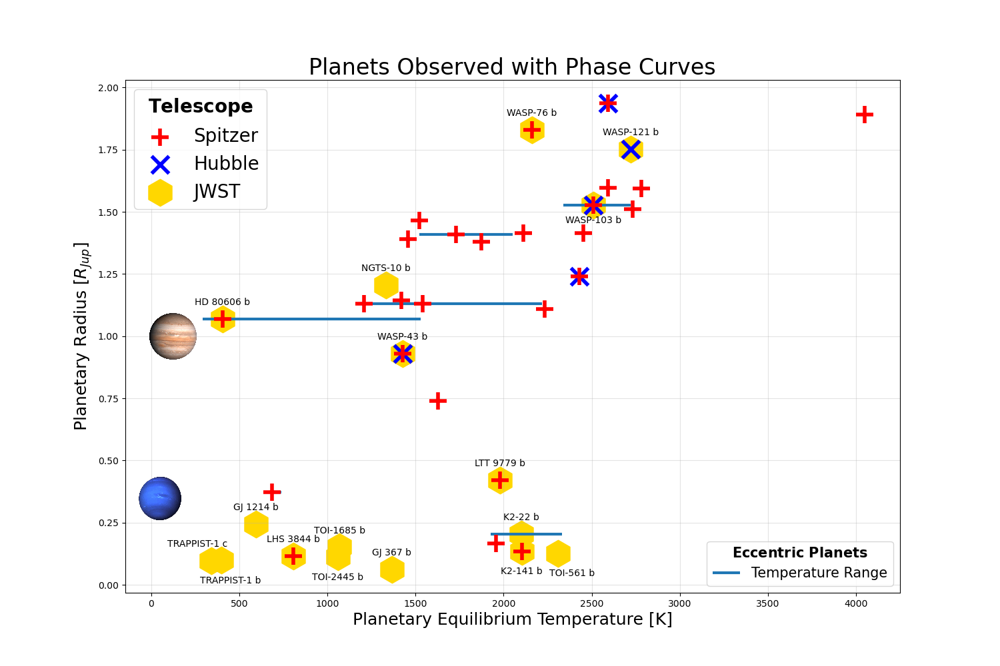 Planets Observed with Phase Curves
Telescope
Spitzer
Hubble
JWST
WASP-76 b
WASP-121 b
WASP-103 b
NGTS-10 b
HD 80606 b
WASP-43 b
LTT 9779 b
K2-22 b
GJ 1214 b
TOI-1685 b
LHS 3844 b
TRAPPIST-1 c
GJ 367 b
K2-141 b
TOI-561 b
TOI-2445 b
TRAPPIST-1 b
Eccentric Planets
Temperature Range
2.00
1.75
1.50
1.25
1.00
0.75
0.50
0.25
0.00
Planetary Radius [R_Jup]
0 500 1000 1500 2000 2500 3000 3500 4000
Planetary Equilibrium Temperature [K]